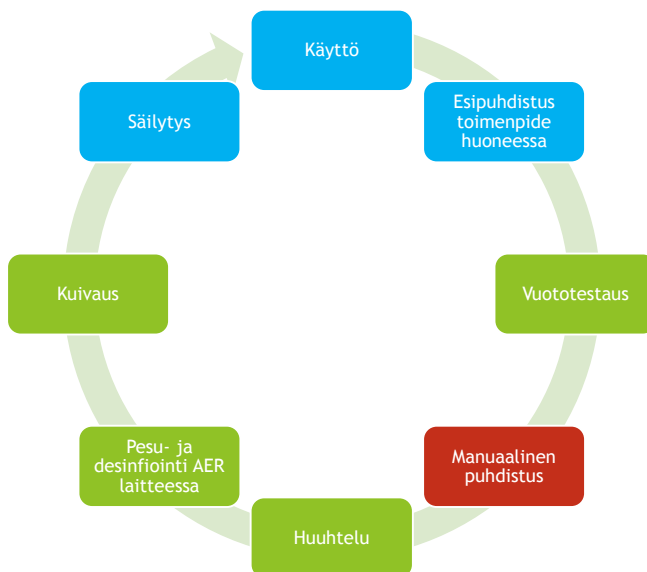 Käyttö
Esipuhdistus
toimenpide
huoneessa
Vuototestaus
Manuaalinen
puhdistus
Huuhtelu
Pesu- ja
desinfiointi AER
laitteessa
Kuivaus
Säilytys